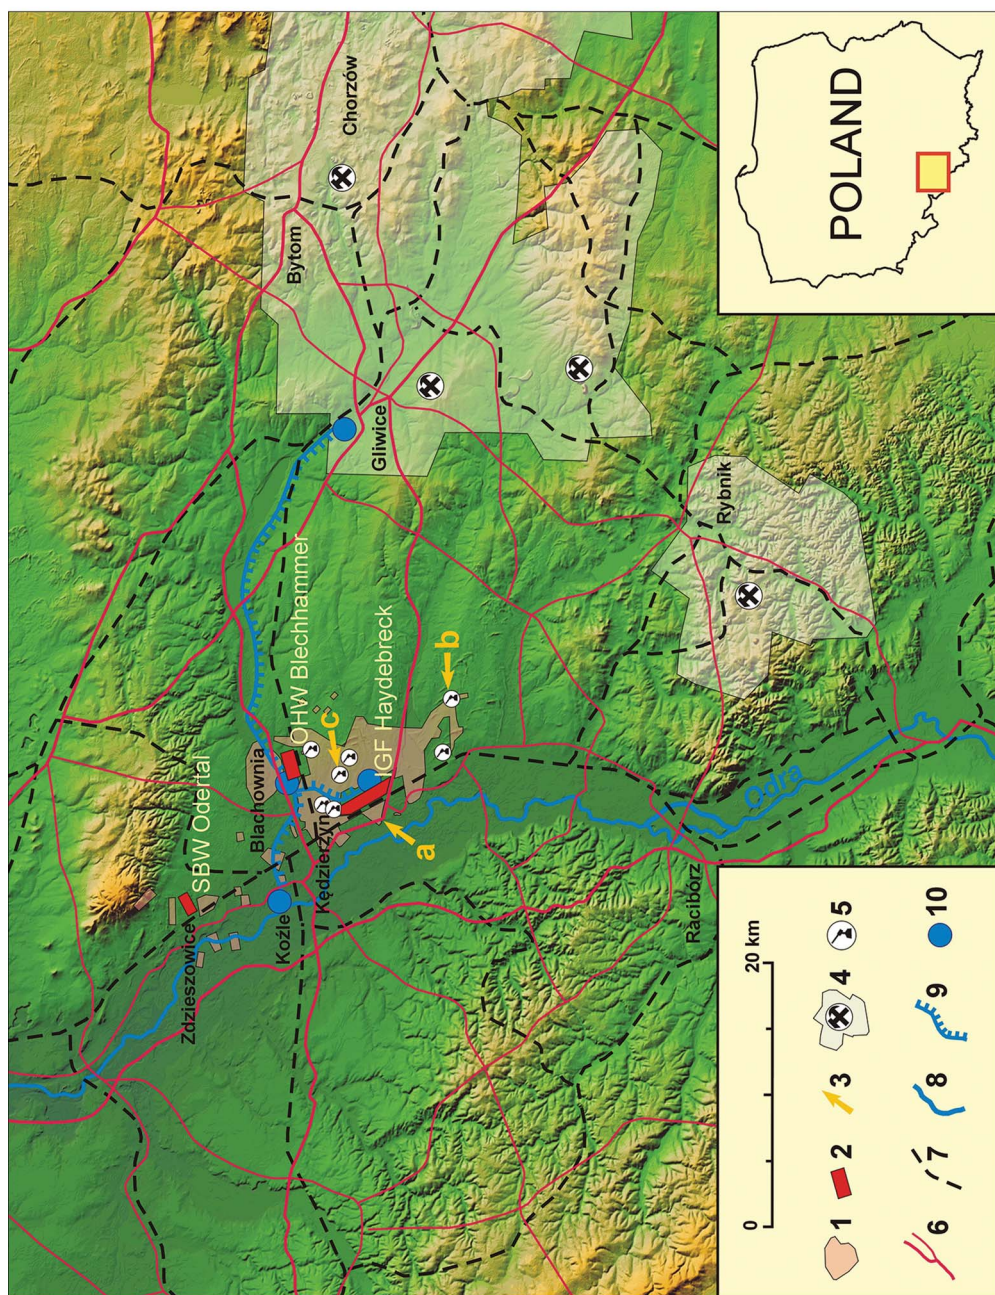 Chorzów
Bytom
Gliwice
Rybnik
OHW Blechhammer
IGF Haydebreck
SBW Odertal
Blachownia
Kędzierzyn
Koźle
Zdzieszowice
Racibórz
Odra
a
b
c
POLAND
0
20 km
1
2
3
4
5
6
7
8
9
10